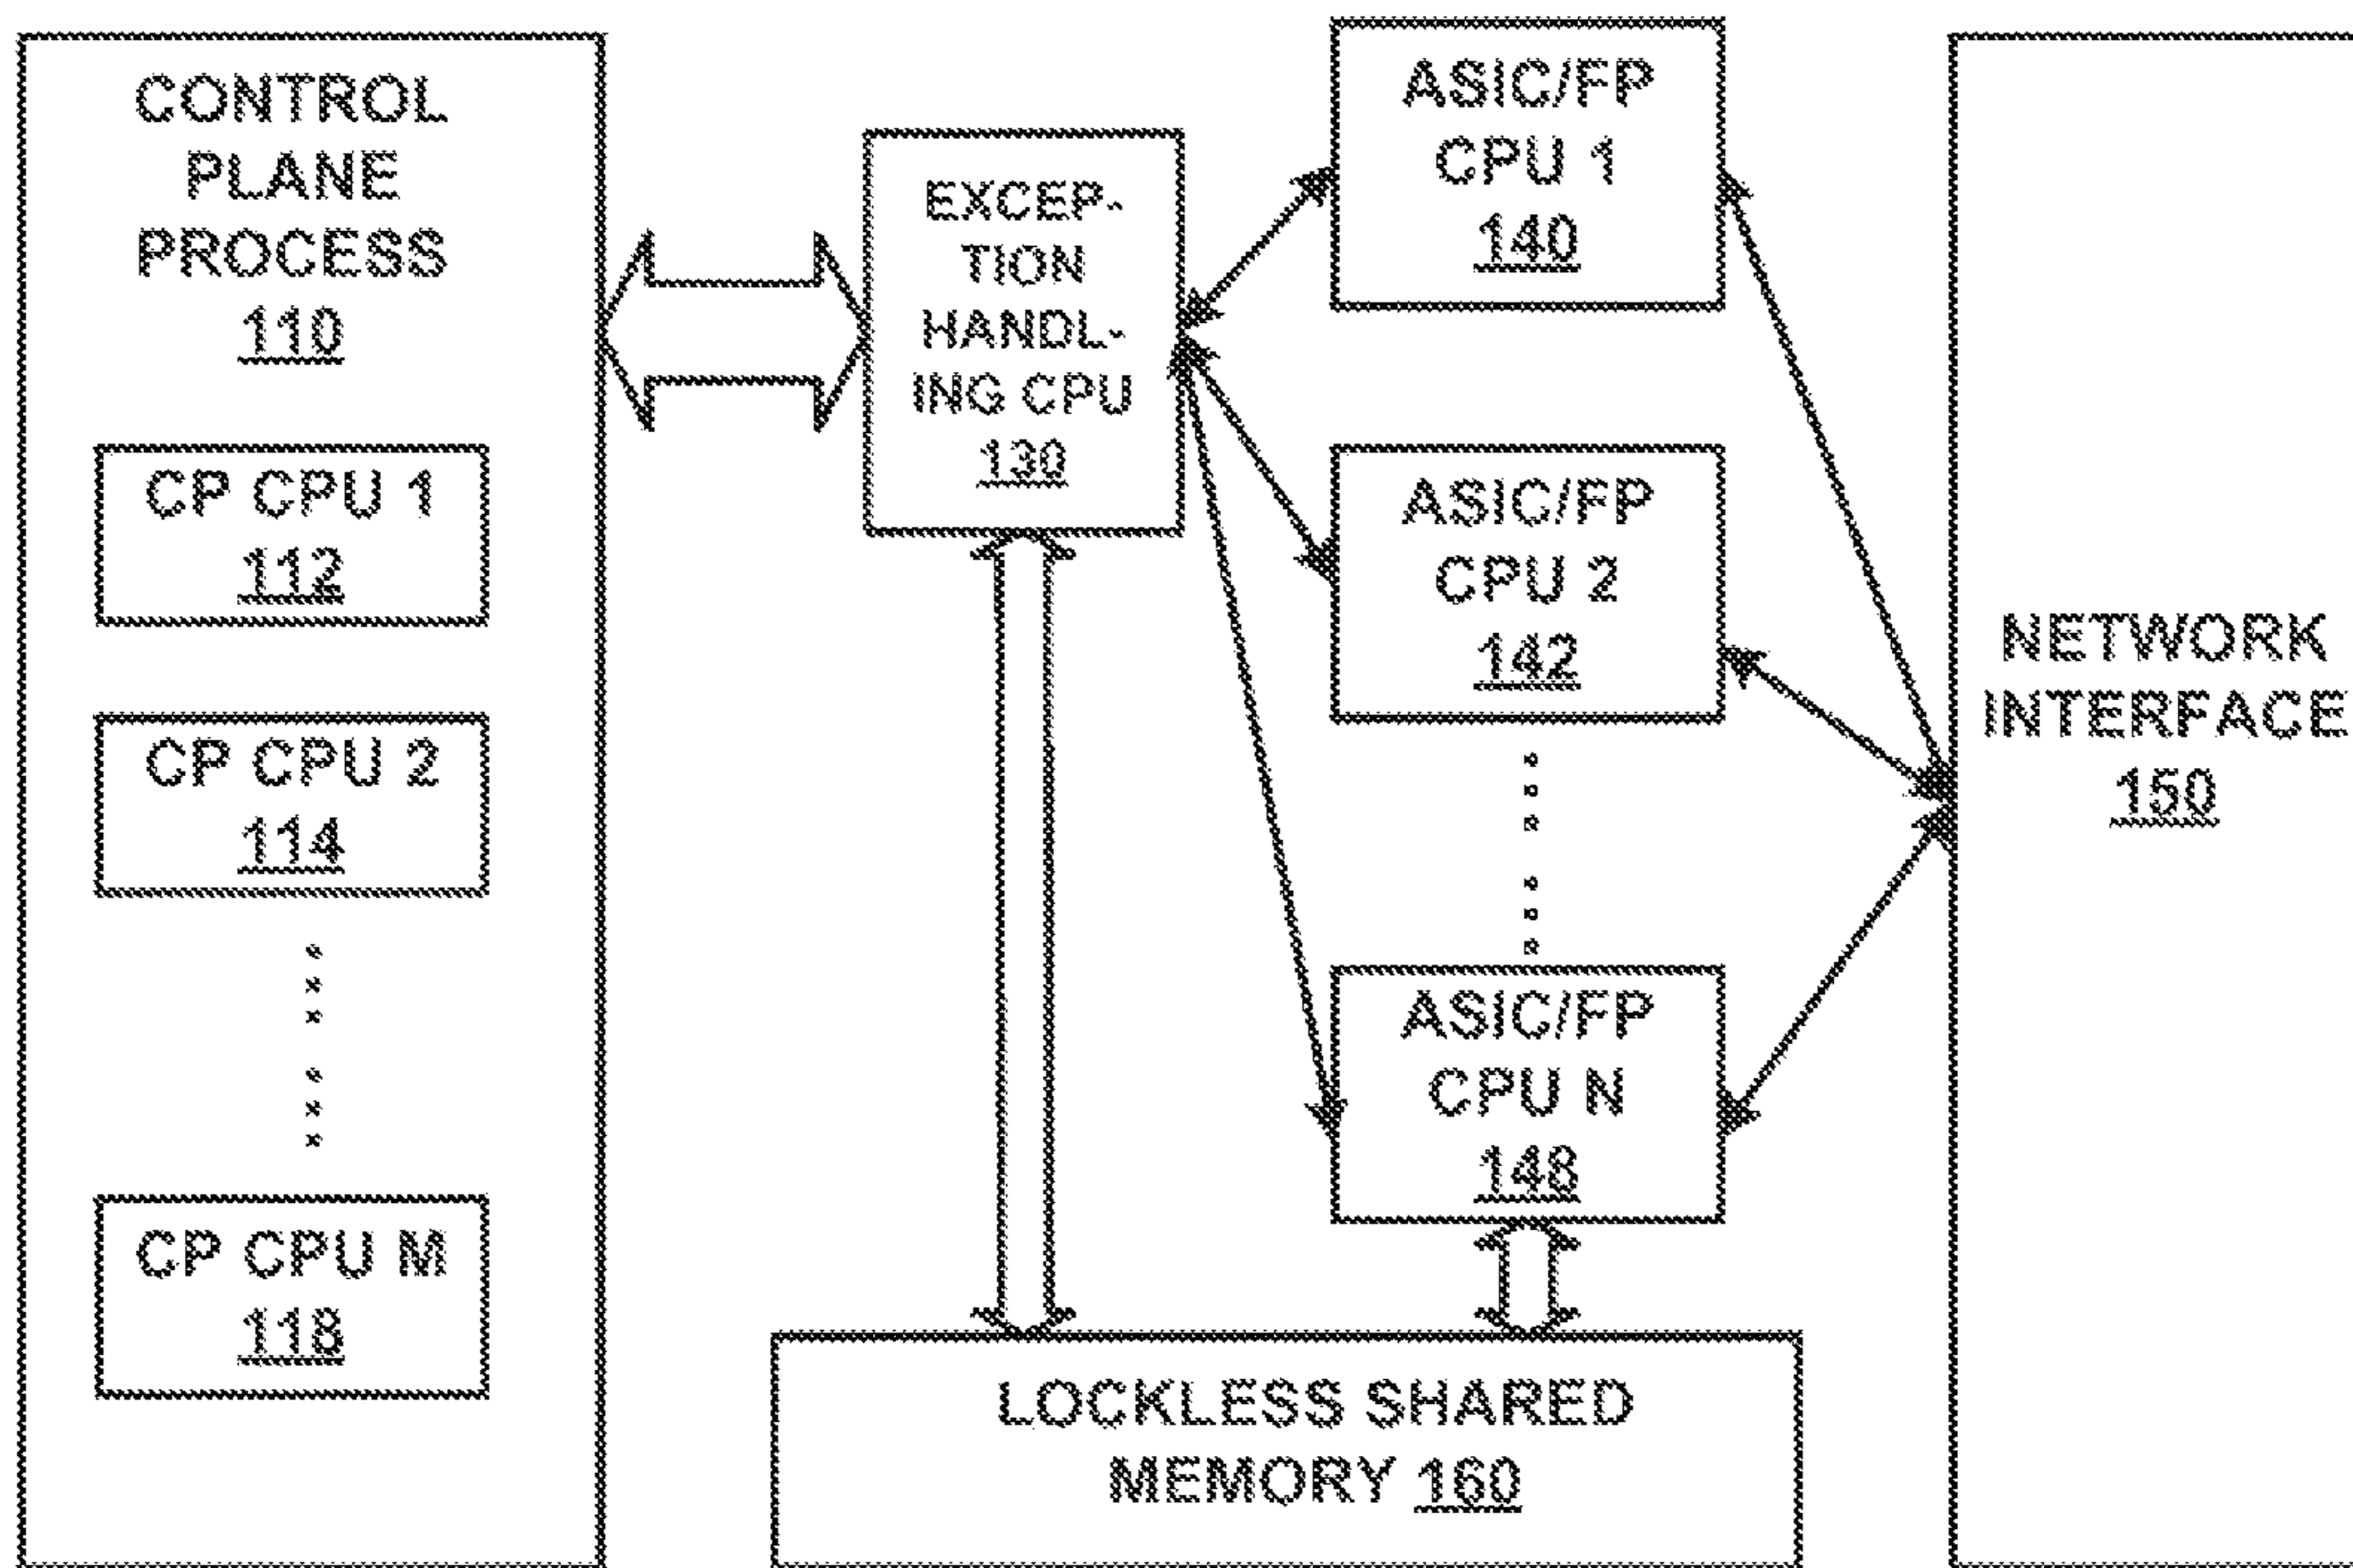 CONTROL
PLANE
PROCESS
110
CP CPU 1
112
CP CPU 2
114
CP CPU M
118
EXCEP-
TION
HANDL-
ING CPU
130
ASIC/FP
CPU 1
140
ASIC/FP
CPU 2
142
ASIC/FP
CPU N
148
NETWORK
INTERFACE
150
LOCKLESS SHARED
MEMORY 160